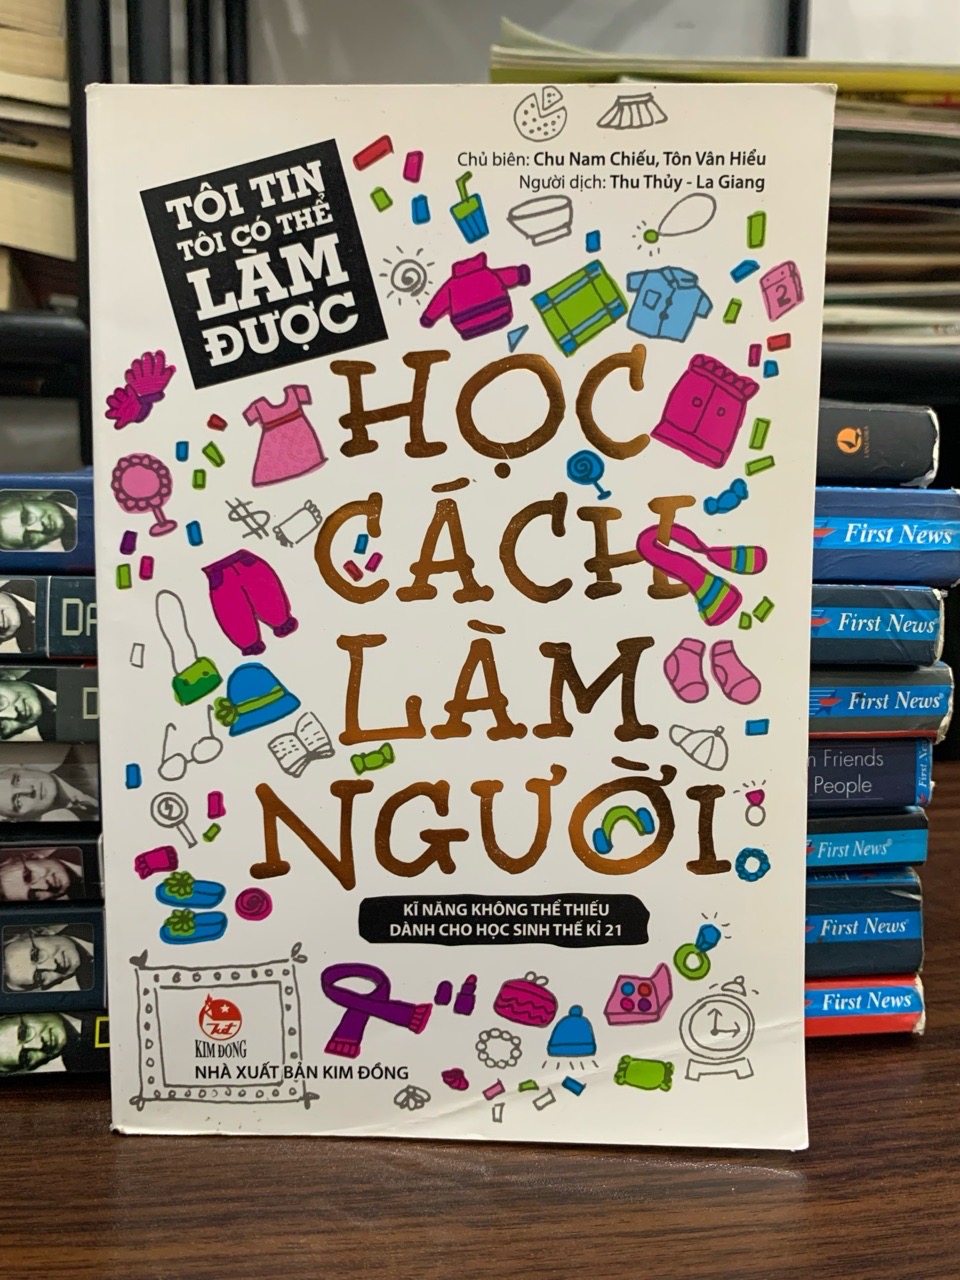 Chủ biên: Chu Nam Chiếu, Tôn Vân Hiểu
Người dịch: Thu Thủy - La Giang
TÔI TIN
TÔI CÓ THỂ
LÀM
ĐƯỢC
2
HỌC
CÁCH
LÀM
NGƯỜI
KĨ NĂNG KHÔNG THỂ THIẾU
DÀNH CHO HỌC SINH THẾ KỈ 21
KIM ĐỒNG
NHÀ XUẤT BẢN KIM ĐỒNG
First News
First News
First News
Friends
People
First News
First News
First News
First News